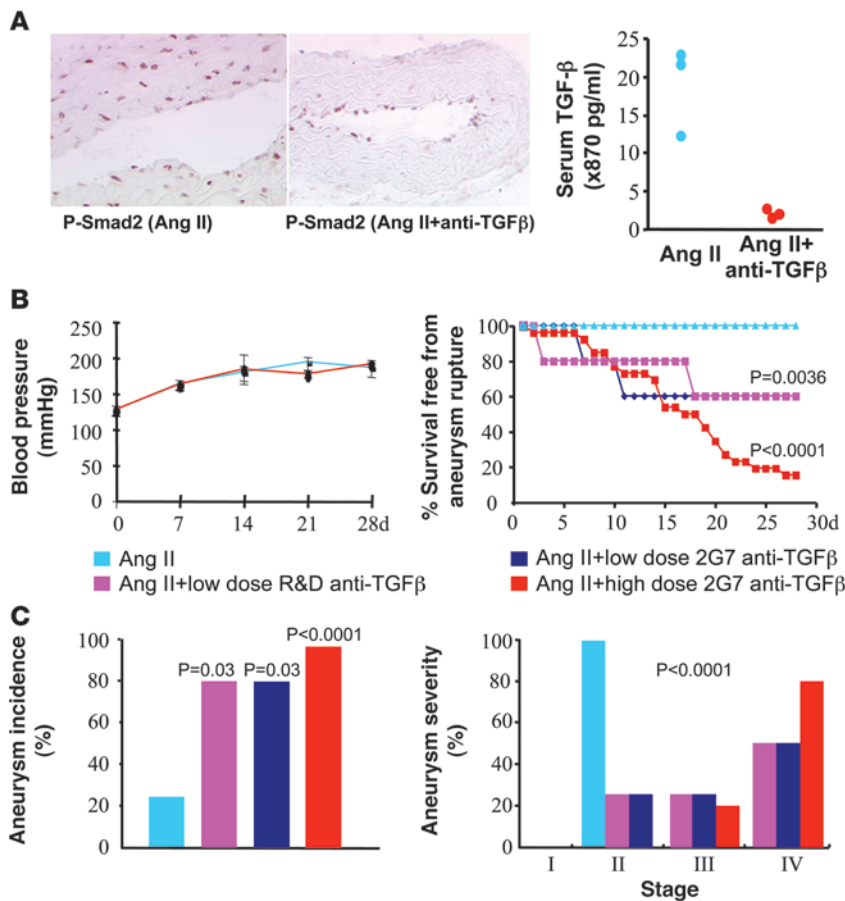 A
P-Smad2 (Ang II)
P-Smad2 (Ang II+anti-TGFβ)
Serum TGF-β
(x870 pg/ml)
25
20
15
10
5
0
Ang II
Ang II+
anti-TGFβ
B
Blood pressure
(mmHg)
250
200
150
100
50
0
0 7 14 21 28d
% Survival free from
aneurysm rupture
100
80
60
40
20
0
P=0.0036
P<0.0001
0 5 10 15 20 25 30d
Ang II
Ang II+low dose R&D anti-TGFβ
Ang II+low dose 2G7 anti-TGFβ
Ang II+high dose 2G7 anti-TGFβ
C
Aneurysm incidence
(%)
100
80
60
40
20
0
P=0.03
P=0.03
P<0.0001
Aneurysm severity
(%)
100
80
60
40
20
0
P<0.0001
I II III IV
Stage